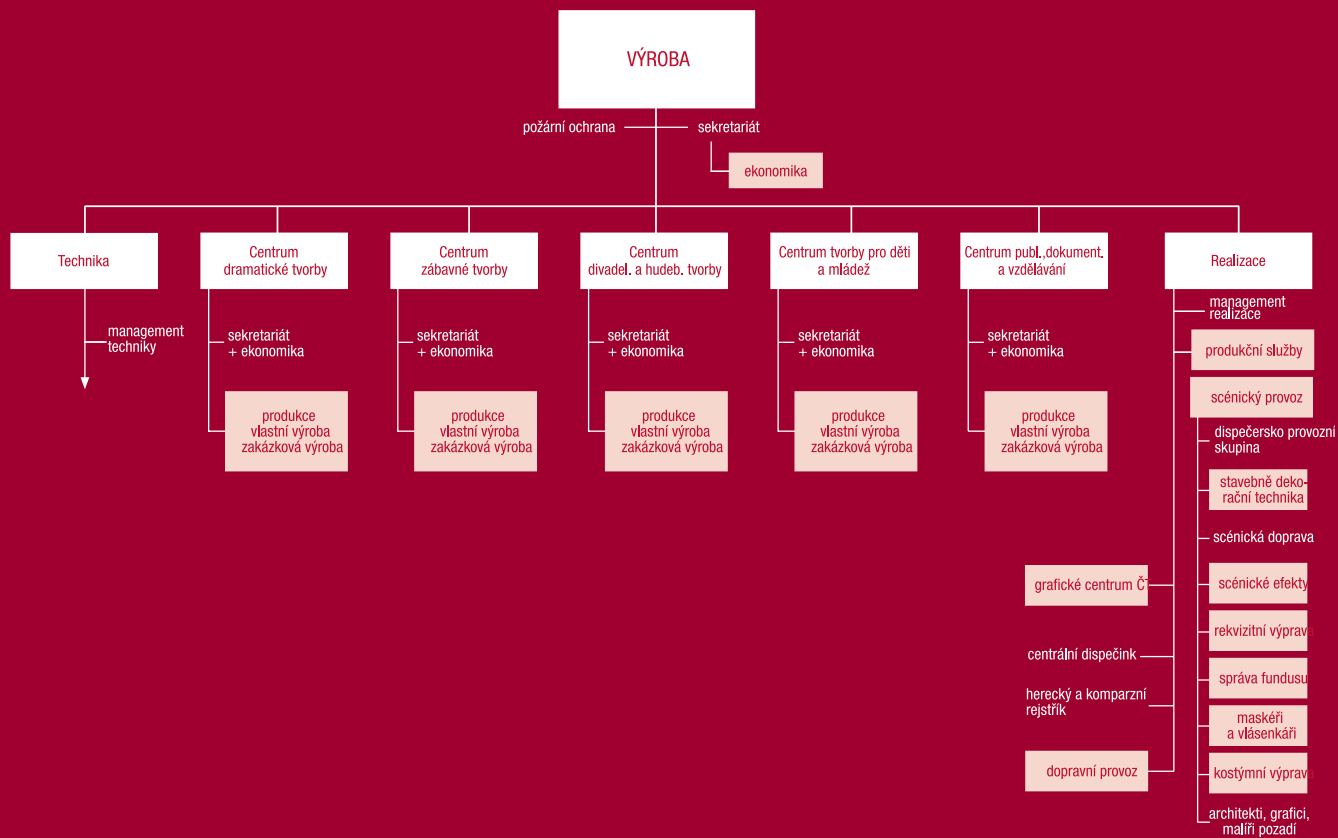 VÝROBA
požární ochrana
sekretariát
ekonomika
Technika
management
techniky
Centrum
dramatické tvorby
sekretariát
+ ekonomika
produkce
vlastní výroba
zakázková výroba
Centrum
zábavné tvorby
sekretariát
+ ekonomika
produkce
vlastní výroba
zakázková výroba
Centrum
divadel. a hudeb. tvorby
sekretariát
+ ekonomika
produkce
vlastní výroba
zakázková výroba
Centrum tvorby pro děti
a mládež
sekretariát
+ ekonomika
produkce
vlastní výroba
zakázková výroba
Centrum publ.,dokument.
a vzdělávání
sekretariát
+ ekonomika
produkce
vlastní výroba
zakázková výroba
Realizace
management
realizace
produkční služby
scénický provoz
dispečersko provozní
skupina
stavebně deko-
rační technika
scénická doprava
scénické efekty
rekvizitní výprava
správa fundusu
maskéři
a vlásenkáři
kostýmní výprava
architekti, grafici,
malíři pozadí
grafické centrum ČT
centrální dispečink
herecký a komparzní
rejstřík
dopravní provoz